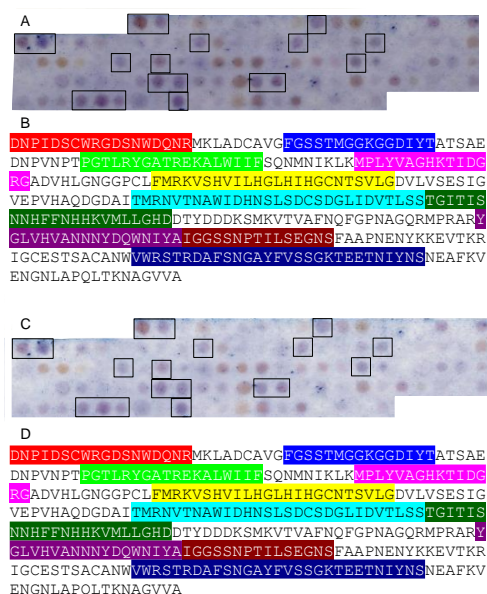 A
B
DNPIDSCWRGDSNWDQNRMKLADCAVGFGSSTMGGKGGDIYTATSAE
DNPVNPTPGTLRYGATREKALWIIFSQNMNIKLKMPLYVAGHKTIDG
RGADVHLGNGGPCLFMRKVSHVILHGLHIHGCNTSVLGDVLVSESIG
VEPVHAQDGDAITMRNVTNAWIDHNSLSDCSDGLIDVTLSSTGITIS
NNHFFNHHKVMLLGHDDTYDDDKSMKVTVAFNQFGPNAGQRMPRARY
GLVHVANNNYDQWNIYAIGGSSNPTILSEGNSFAAPNENYKKEVTKR
IGCESTSACANWVWRSTRDAFSNGAYFVSSGKTEETNIYNSNEAFKV
ENGNLAPQLTKNAGVVA
C
D
DNPIDSCWRGDSNWDQNRMKLADCAVGFGSSTMGGKGGDIYTATSAE
DNPVNPTPGTLRYGATREKALWIIFSQNMNIKLKMPLYVAGHKTIDG
RGADVHLGNGGPCLFMRKVSHVILHGLHIHGCNTSVLGDVLVSESIG
VEPVHAQDGDAITMRNVTNAWIDHNSLSDCSDGLIDVTLSSTGITIS
NNHFFNHHKVMLLGHDDTYDDDKSMKVTVAFNQFGPNAGQRMPRARY
GLVHVANNNYDQWNIYAIGGSSNPTILSEGNSFAAPNENYKKEVTKR
IGCESTSACANWVWRSTRDAFSNGAYFVSSGKTEETNIYNSNEAFKV
ENGNLAPQLTKNAGVVA